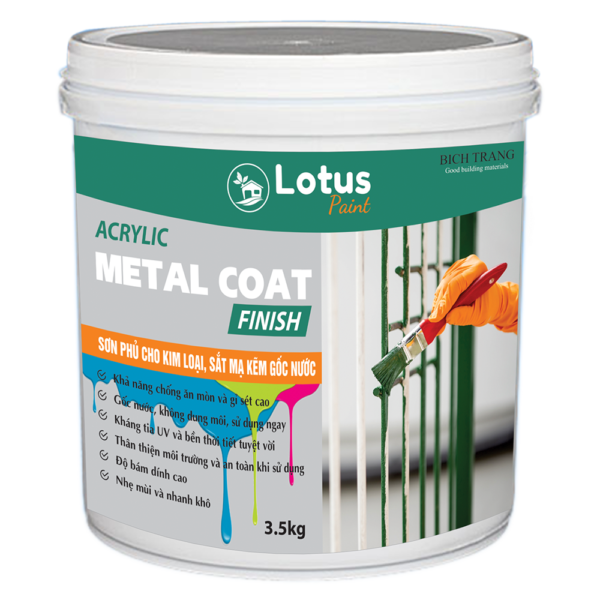 Lotus
Paint
BICH TRANG
Good building materials
ACRYLIC
METAL COAT
FINISH
SƠN PHỦ CHO KIM LOẠI, SẮT MẠ KẼM GỐC NƯỚC
Khả năng chống ăn mòn và gỉ sét cao
Gốc nước, không dung môi, sử dụng ngay
Kháng tia UV và bền thời tiết tuyệt vời
Thân thiện môi trường và an toàn khi sử dụng
Độ bám dính cao
Nhẹ mùi và nhanh khô
3.5kg